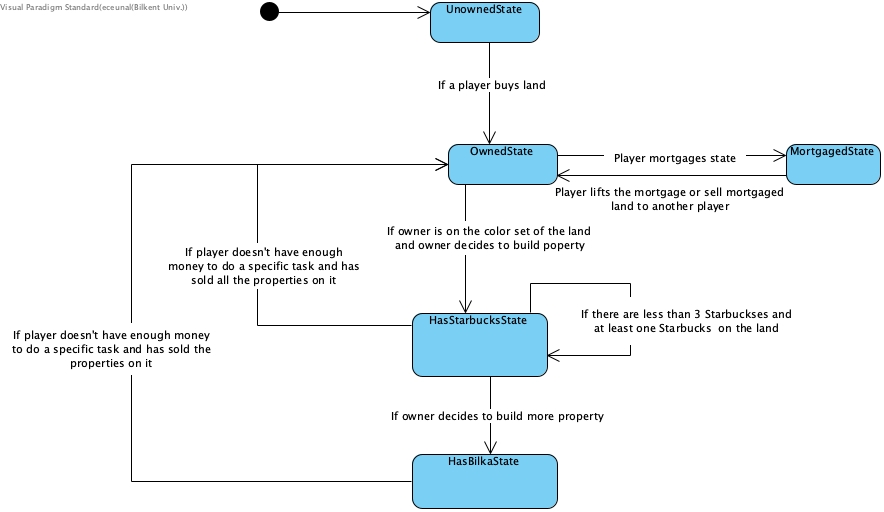 Visual Paradigm Standard(eceunal(Bilkent Univ.))
UnownedState
If a player buys land
OwnedState
Player mortgages state
MortgagedState
Player lifts the mortgage or sell mortgaged
land to another player
If owner is on the color set of the land
and owner decides to build poperty
If player doesn't have enough
money to do a specific task and has
sold all the properties on it
HasStarbucksState
If there are less than 3 Starbuckses and
at least one Starbucks on the land
If player doesn't have enough money
to do a specific task and has sold the
properties on it
If owner decides to build more property
HasBilkaState